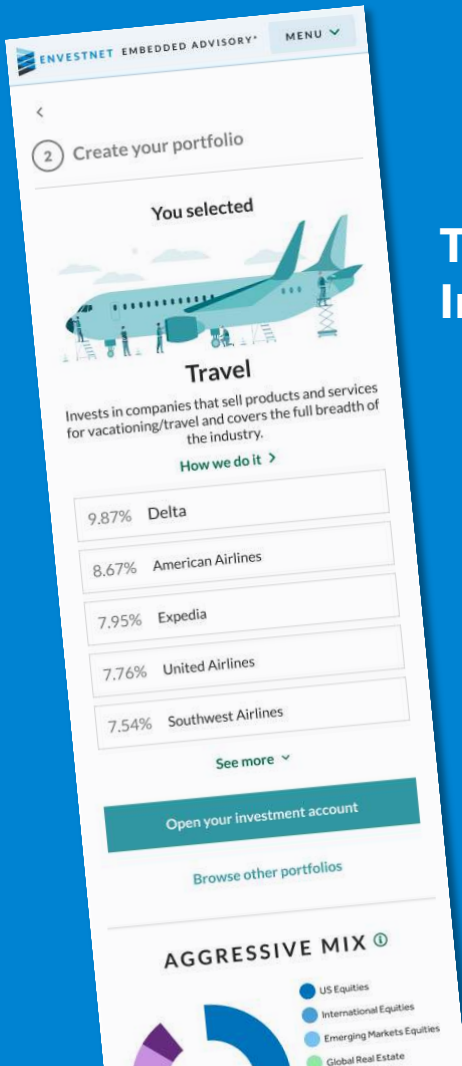 ENVESTNET EMBEDDED ADVISORY*
MENU
2 Create your portfolio
You selected
Travel
Invests in companies that sell products and services
for vacationing/travel and covers the full breadth of
the industry.
How we do it >
9.87% Delta
8.67% American Airlines
7.95% Expedia
7.76% United Airlines
7.54% Southwest Airlines
See more
Open your investment account
Browse other portfolios
AGGRESSIVE MIX
US Equities
International Equities
Emerging Markets Equities
Global Real Estate